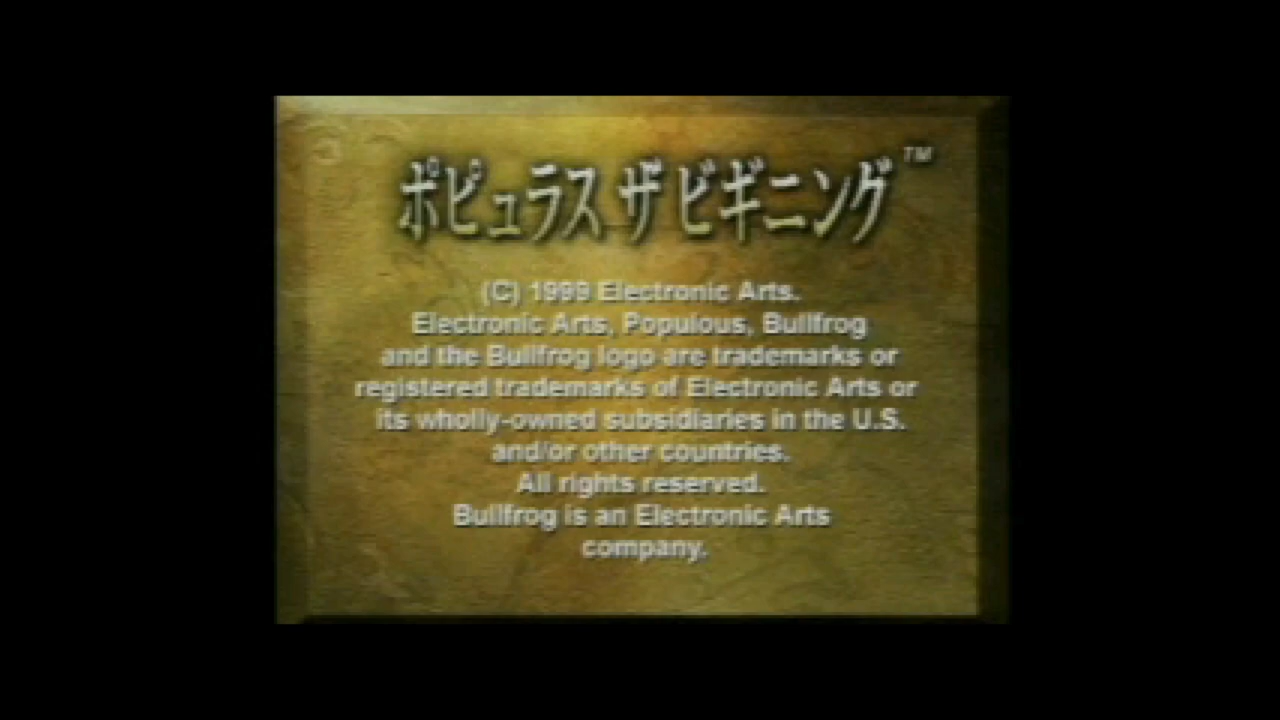 ポピュラス ザ ビギニング™
(C) 1999 Electronic Arts.
Electronic Arts, Populous, Bullfrog
and the Bullfrog logo are trademarks or
registered trademarks of Electronic Arts or
its wholly-owned subsidiaries in the U.S.
and/or other countries.
All rights reserved.
Bullfrog is an Electronic Arts
company.